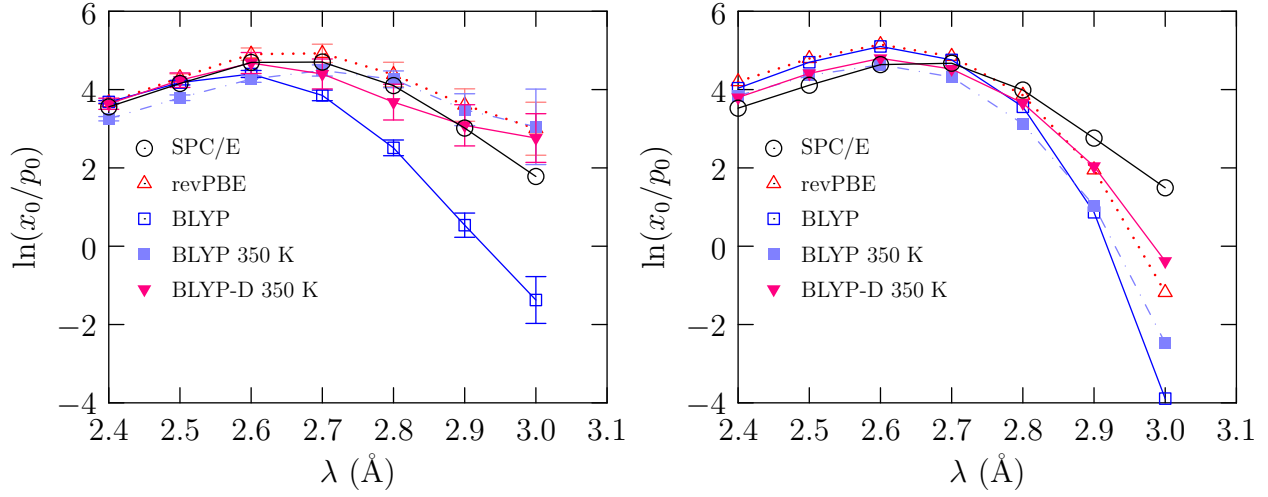 6
4
2
0
−2
−4
ln(x₀/p₀)
SPC/E
revPBE
BLYP
BLYP 350 K
BLYP-D 350 K
2.4 2.5 2.6 2.7 2.8 2.9 3.0 3.1
λ (Å)
6
4
2
0
−2
−4
ln(x₀/p₀)
SPC/E
revPBE
BLYP
BLYP 350 K
BLYP-D 350 K
2.4 2.5 2.6 2.7 2.8 2.9 3.0 3.1
λ (Å)